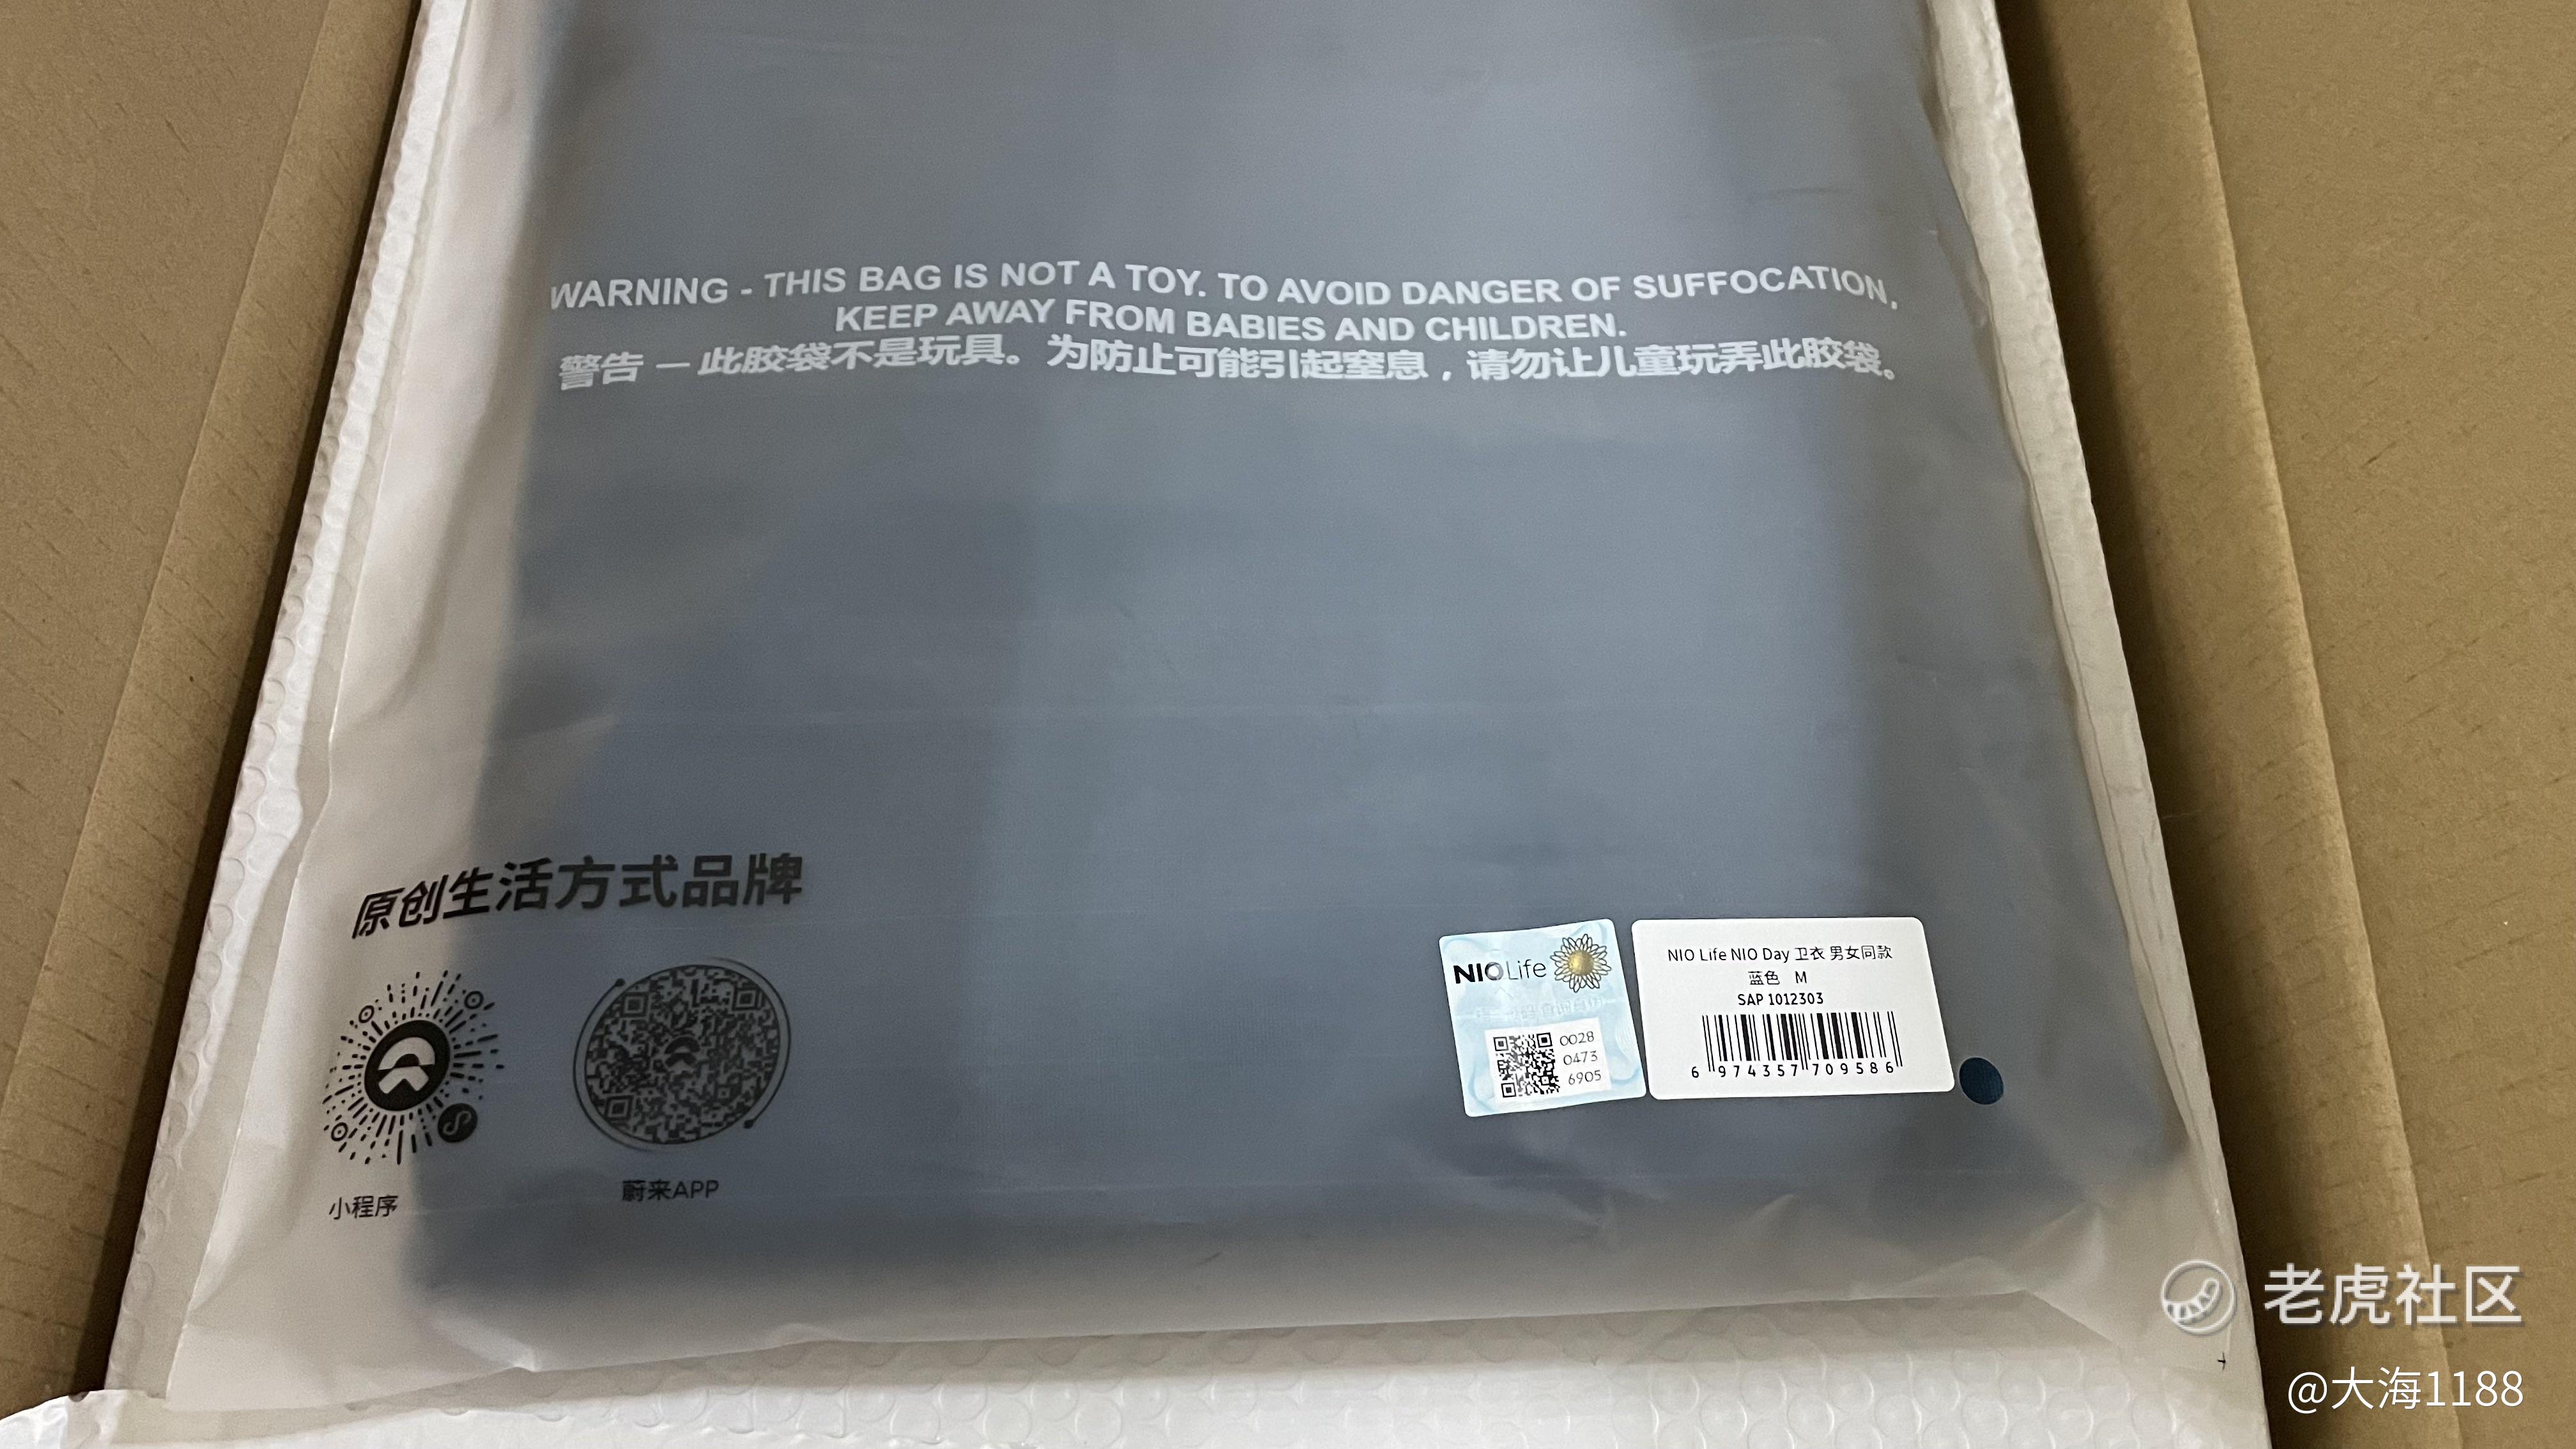 WARNING - THIS BAG IS NOT A TOY. TO AVOID DANGER OF SUFFOCATION,
KEEP AWAY FROM BABIES AND CHILDREN.
警告 — 此胶袋不是玩具。为防止可能引起窒息，请勿让儿童玩弄此胶袋。
原创生活方式品牌
小程序
蔚来APP
NIO Life
0028
0473
6905
NIO Life NIO Day 卫衣 男女同款
蓝色 M
SAP 1012303
6 974357 709586
老虎社区
@大海1188